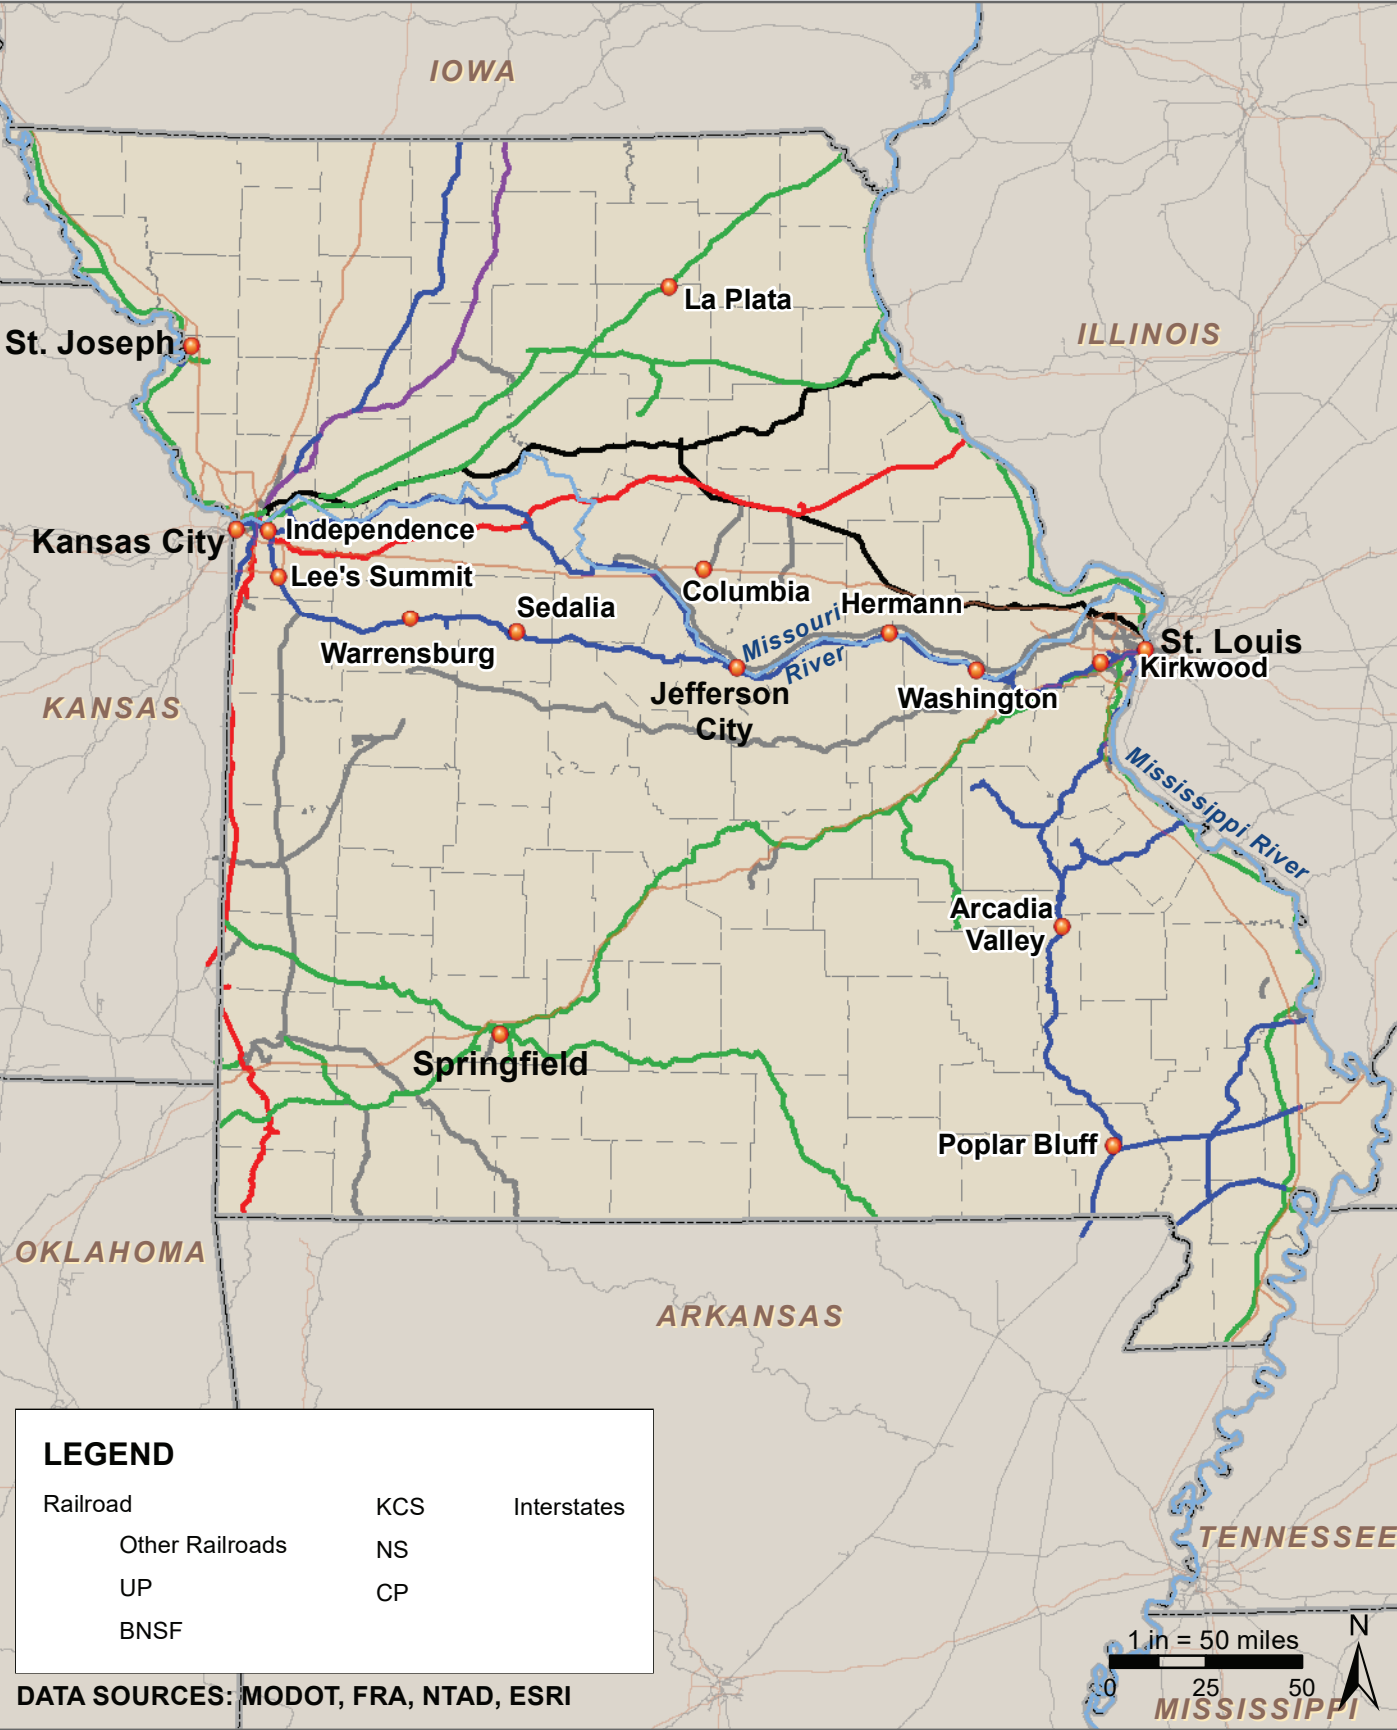 IOWA
La Plata
ILLINOIS
St. Joseph
Kansas City
Independence
Lee's Summit
Columbia
Hermann
Sedalia
Missouri
River
St. Louis
Kirkwood
Warrensburg
Jefferson
City
Washington
KANSAS
Mississippi River
Arcadia
Valley
Springfield
Poplar Bluff
OKLAHOMA
ARKANSAS
LEGEND
Railroad
Other Railroads
UP
BNSF
KCS
NS
CP
Interstates
TENNESSEE
N
1 in = 50 miles
0 25 50
MISSISSIPPI
DATA SOURCES: MODOT, FRA, NTAD, ESRI